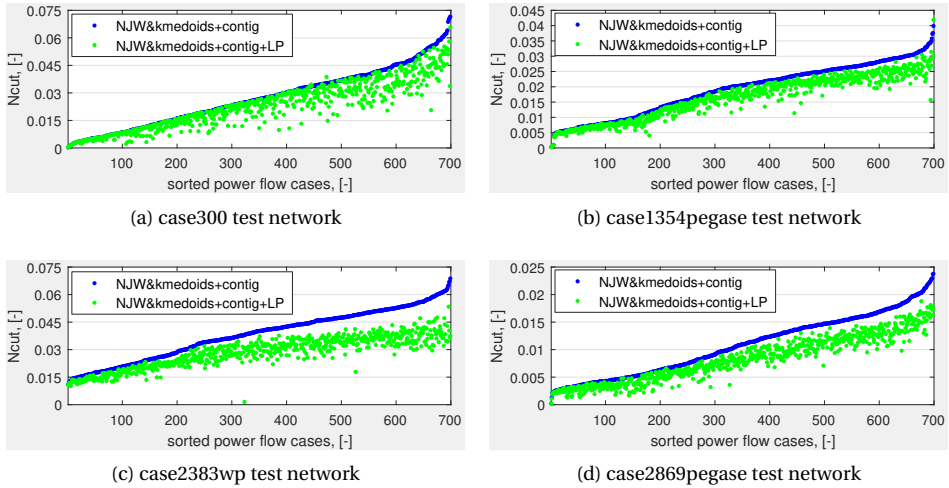 0.075
0.06
0.045
0.03
0.015
0
Ncut, [-]
NJW&kmedoids+contig
NJW&kmedoids+contig+LP
100 200 300 400 500 600 700
sorted power flow cases, [-]
(a) case300 test network
0.045
0.04
0.035
0.03
0.025
0.02
0.015
0.01
0.005
0
Ncut, [-]
NJW&kmedoids+contig
NJW&kmedoids+contig+LP
100 200 300 400 500 600 700
sorted power flow cases, [-]
(b) case1354pegase test network
0.075
0.06
0.045
0.03
0.015
0
Ncut, [-]
NJW&kmedoids+contig
NJW&kmedoids+contig+LP
100 200 300 400 500 600 700
sorted power flow cases, [-]
(c) case2383wp test network
0.025
0.02
0.015
0.01
0.005
0
Ncut, [-]
NJW&kmedoids+contig
NJW&kmedoids+contig+LP
100 200 300 400 500 600 700
sorted power flow cases, [-]
(d) case2869pegase test network